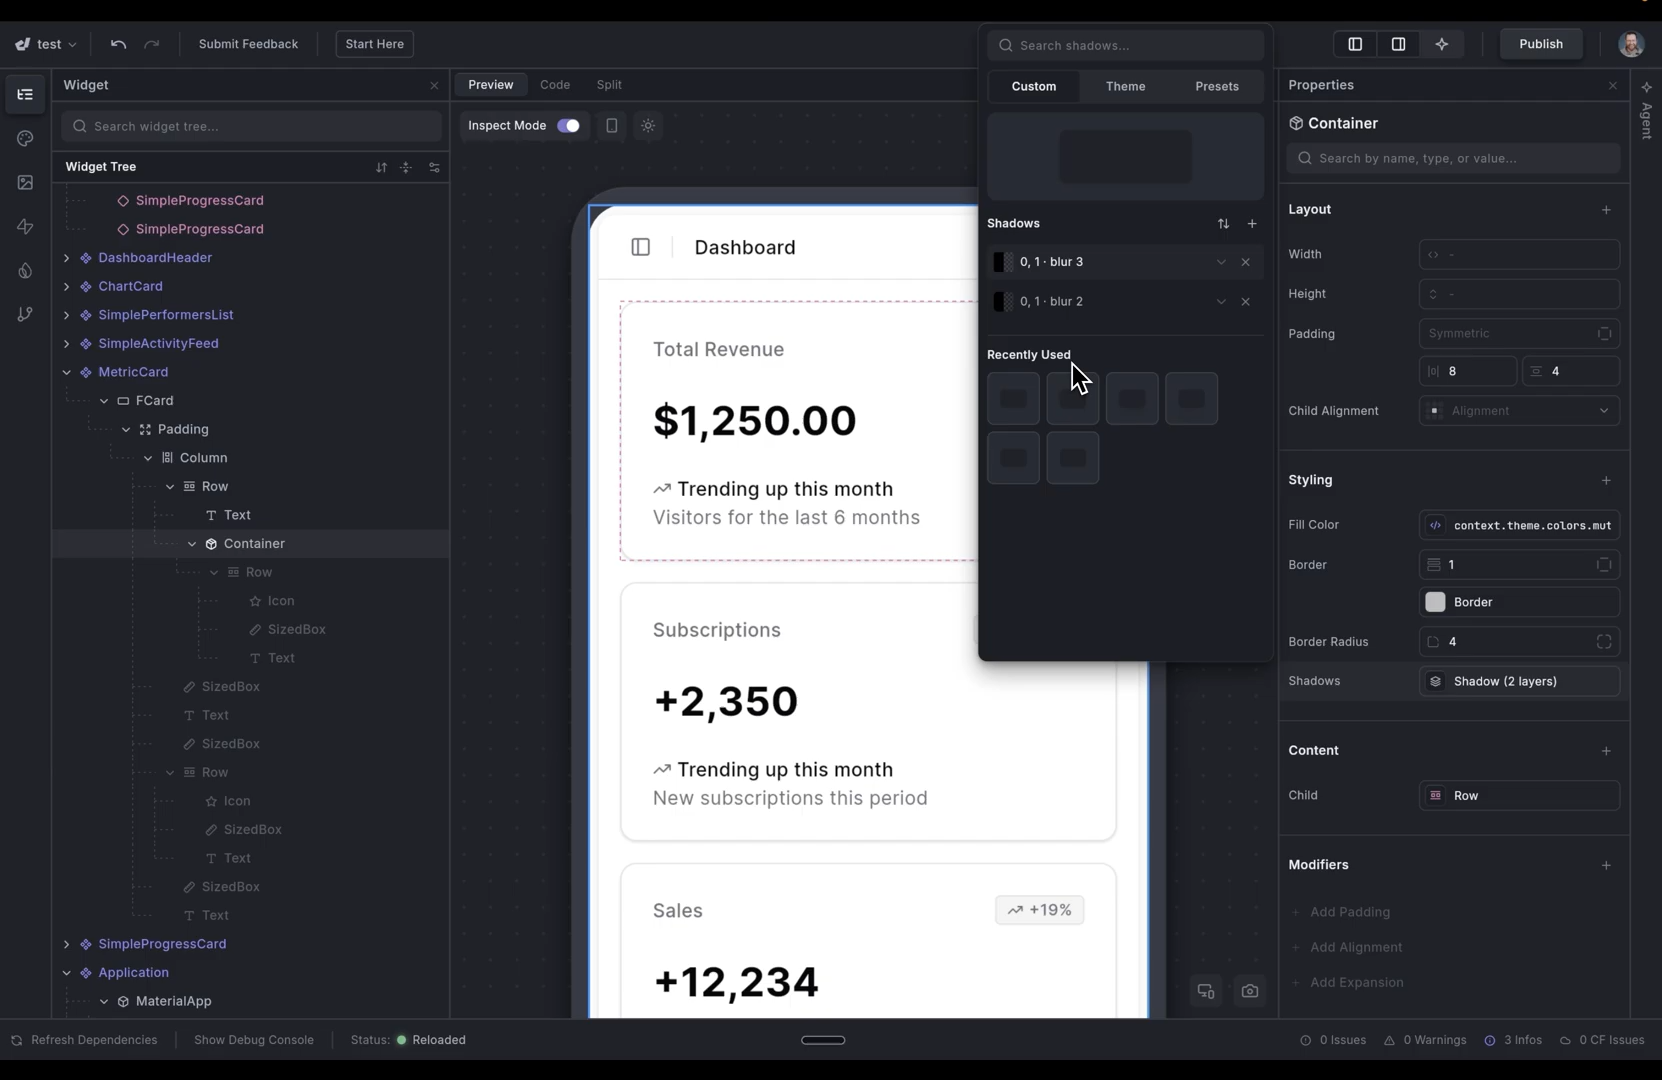 test
Submit Feedback
Start Here
Search shadows...
Publish
Widget
Preview
Code
Split
Custom
Theme
Presets
Properties
Agent
Search widget tree...
Inspect Mode
Container
Search by name, type, or value...
Widget Tree
SimpleProgressCard
SimpleProgressCard
DashboardHeader
ChartCard
SimplePerformersList
SimpleActivityFeed
MetricCard
FCard
Padding
Column
Row
Text
Container
Row
Icon
SizedBox
Text
SizedBox
Text
SizedBox
Row
Icon
SizedBox
Text
SizedBox
Text
SimpleProgressCard
Application
MaterialApp
Dashboard
Total Revenue
$1,250.00
Trending up this month
Visitors for the last 6 months
Subscriptions
+2,350
Trending up this month
New subscriptions this period
Sales
+19%
+12,234
Shadows
0, 1 · blur 3
0, 1 · blur 2
Recently Used
Layout
Width
-
Height
-
Padding
Symmetric
8
4
Child Alignment
Alignment
Styling
Fill Color
context.theme.colors.mut
Border
1
Border
Border Radius
4
Shadows
Shadow (2 layers)
Content
Child
Row
Modifiers
Add Padding
Add Alignment
Add Expansion
Refresh Dependencies
Show Debug Console
Status: Reloaded
0 Issues
0 Warnings
3 Infos
0 CF Issues